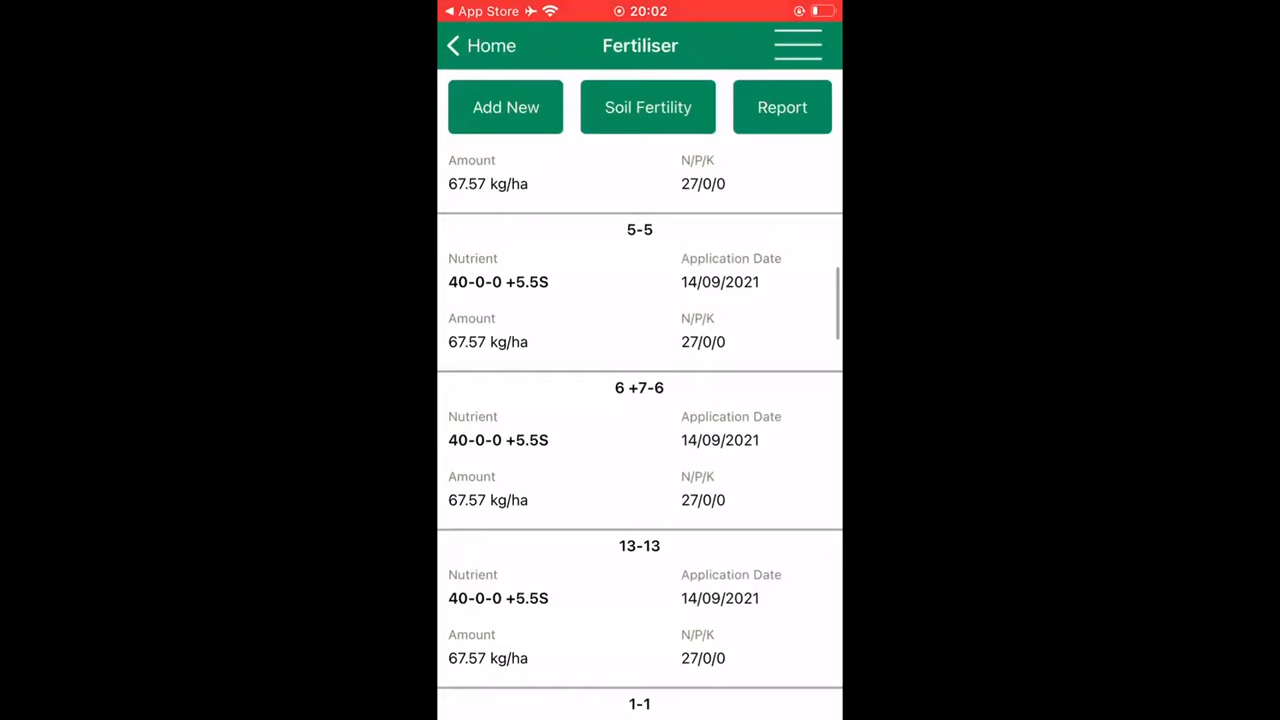 App Store 20:02
Home Fertiliser
Add New Soil Fertility Report
Amount N/P/K
67.57 kg/ha 27/0/0
5-5
Nutrient Application Date
40-0-0 +5.5S 14/09/2021
Amount N/P/K
67.57 kg/ha 27/0/0
6 +7-6
Nutrient Application Date
40-0-0 +5.5S 14/09/2021
Amount N/P/K
67.57 kg/ha 27/0/0
13-13
Nutrient Application Date
40-0-0 +5.5S 14/09/2021
Amount N/P/K
67.57 kg/ha 27/0/0
1-1